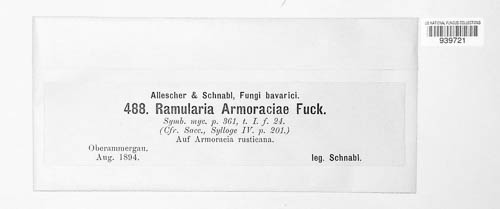 US NATIONAL FUNGUS COLLECTIONS
939721
Allescher & Schnabl, Fungi bavarici.
488. Ramularia Armoraciae Fuck.
Symb. myc. p. 361, t. I. f. 24.
(Cfr. Sacc., Sylloge IV. p. 201.)
Auf Armoracia rusticana.
Oberammergau,
Aug. 1894.
leg. Schnabl.